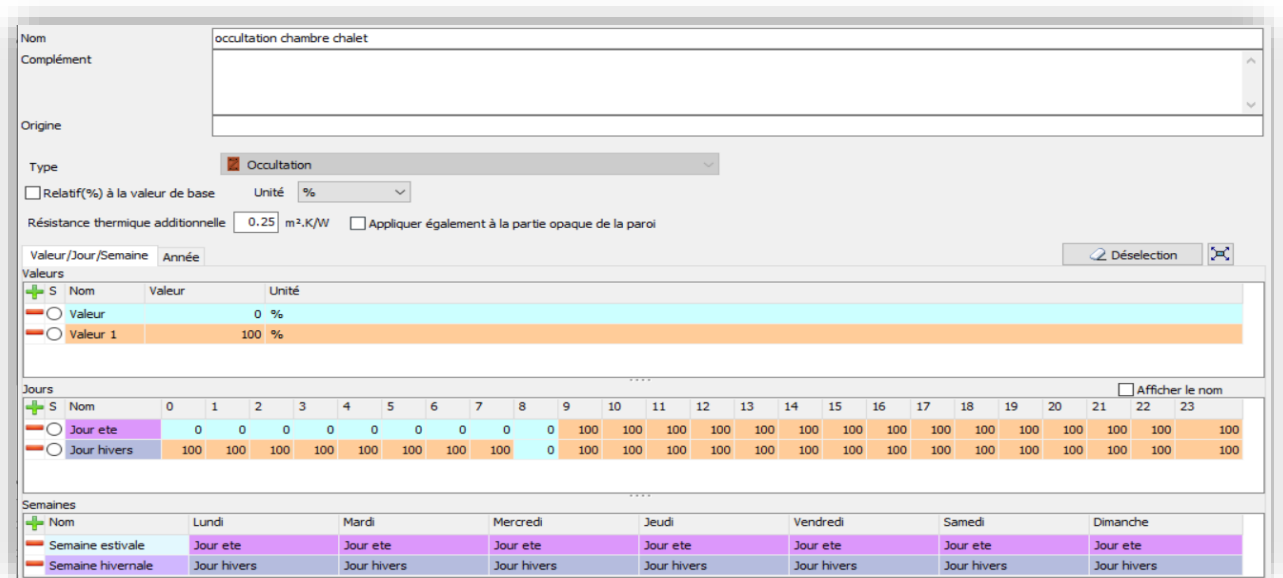 Nom occultation chambre chalet
Complément
Origine
Type Occultation
Relatif(%) à la valeur de base Unité %
Résistance thermique additionnelle 0.25 m².K/W Appliquer également à la partie opaque de la paroi
Valeur/Jour/Semaine Année Déselection
Valeurs
S Nom Valeur Unité
Valeur 0 %
Valeur 1 100 %
Jours Afficher le nom
S Nom 0 1 2 3 4 5 6 7 8 9 10 11 12 13 14 15 16 17 18 19 20 21 22 23
Jour ete 0 0 0 0 0 0 0 0 0 100 100 100 100 100 100 100 100 100 100 100 100 100 100 100
Jour hivers 100 100 100 100 100 100 100 100 0 100 100 100 100 100 100 100 100 100 100 100 100 100 100 100
Semaines
Nom Lundi Mardi Mercredi Jeudi Vendredi Samedi Dimanche
Semaine estivale Jour ete Jour ete Jour ete Jour ete Jour ete Jour ete Jour ete
Semaine hivernale Jour hivers Jour hivers Jour hivers Jour hivers Jour hivers Jour hivers Jour hivers